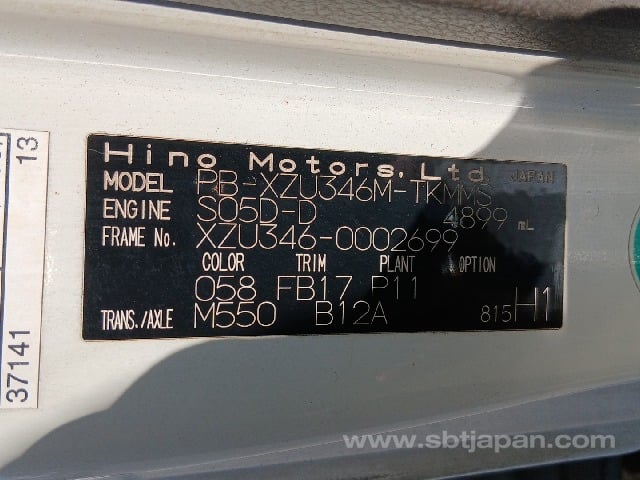 Hino Motors, Ltd. JAPAN
MODEL PB-XZU346M-TKMMS
ENGINE S05D-D 4899 mL
FRAME No. XZU346-0002699
COLOR TRIM PLANT OPTION
058 FB17 P11
TRANS./AXLE M550 B12A 815 H1
37141 13
www.sbtjapan.com